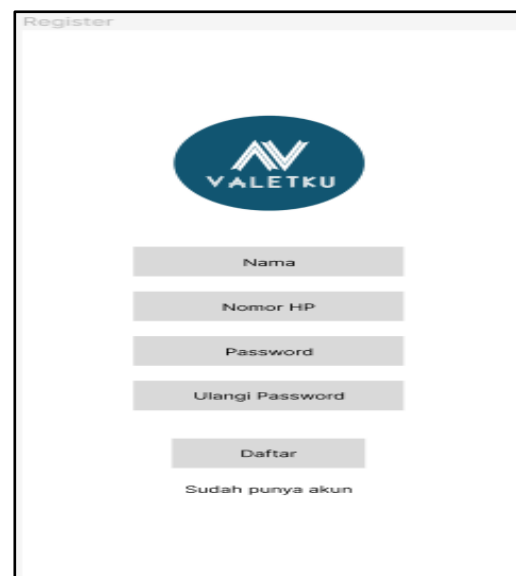 Register
VALETKU
Nama
Nomor HP
Password
Ulangi Password
Daftar
Sudah punya akun